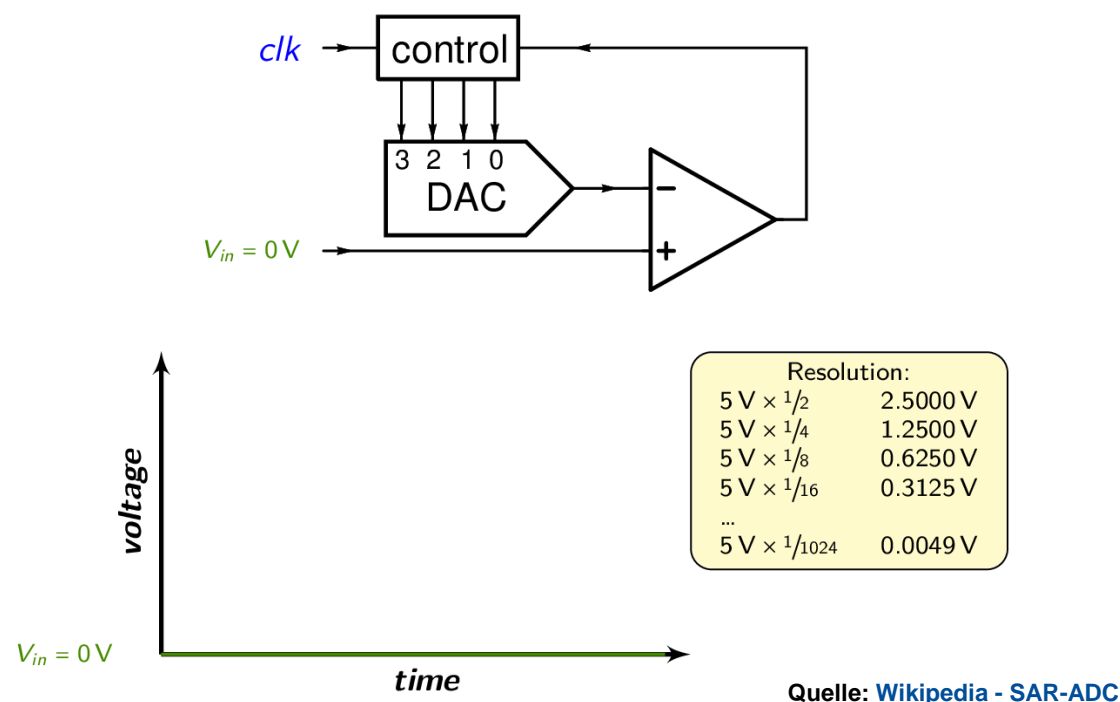 clk
control
3 2 1 0
DAC
−
V_in = 0 V
+
Resolution:
5 V × 1/2 2.5000 V
5 V × 1/4 1.2500 V
5 V × 1/8 0.6250 V
5 V × 1/16 0.3125 V
...
5 V × 1/1024 0.0049 V
voltage
V_in = 0 V
time
Quelle: Wikipedia - SAR-ADC